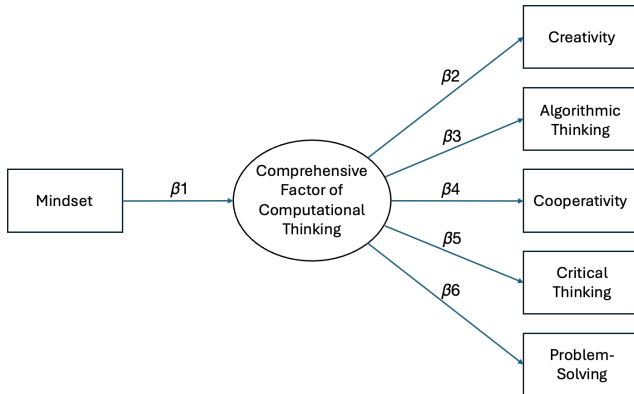 Mindset
β1
Comprehensive
Factor of
Computational
Thinking
β2
β3
β4
β5
β6
Creativity
Algorithmic
Thinking
Cooperativity
Critical
Thinking
Problem-
Solving